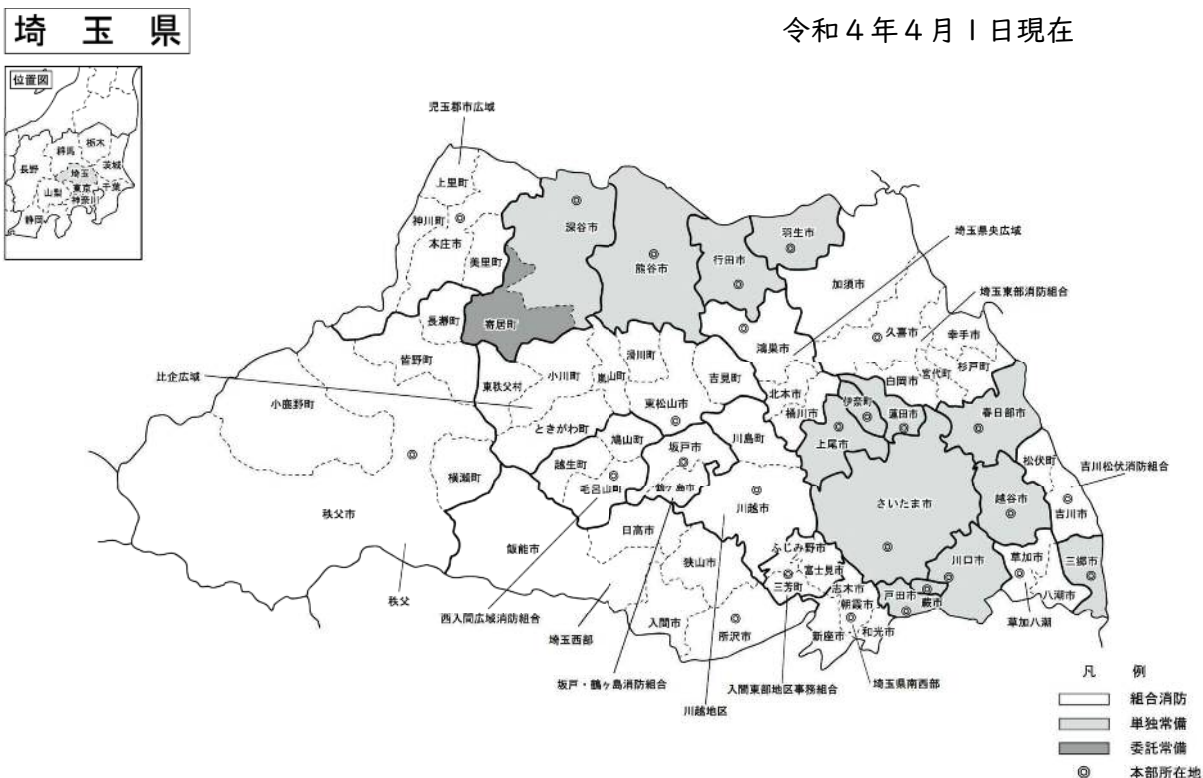 埼玉県
令和４年４月１日現在
位置図
栃木
群馬
長野
茨城
埼玉
山梨
東京
千葉
神奈川
静岡
児玉郡市広域
上里町
神川町
本庄市
美里町
深谷市
熊谷市
行田市
羽生市
埼玉県央広域
加須市
埼玉東部消防組合
久喜市
幸手市
杉戸町
宮代町
白岡市
長瀞町
寄居町
皆野町
比企広域
小鹿野町
東秩父村
小川町
嵐山町
滑川町
吉見町
鴻巣市
北本市
桶川市
伊奈町
蓮田市
春日部市
東松山市
ときがわ町
鳩山町
坂戸市
川島町
上尾市
松伏町
吉川松伏消防組合
越生町
毛呂山町
鶴ヶ島市
川越市
さいたま市
越谷市
吉川市
横瀬町
秩父市
飯能市
日高市
狭山市
ふじみ野市
富士見市
三芳町
志木市
朝霞市
戸田市
蕨市
川口市
草加市
三郷市
八潮市
秩父
西入間広域消防組合
埼玉西部
入間市
所沢市
新座市
和光市
草加八潮
坂戸・鶴ヶ島消防組合
川越地区
入間東部地区事務組合
埼玉県南西部
凡例
組合消防
単独常備
委託常備
◎ 本部所在地